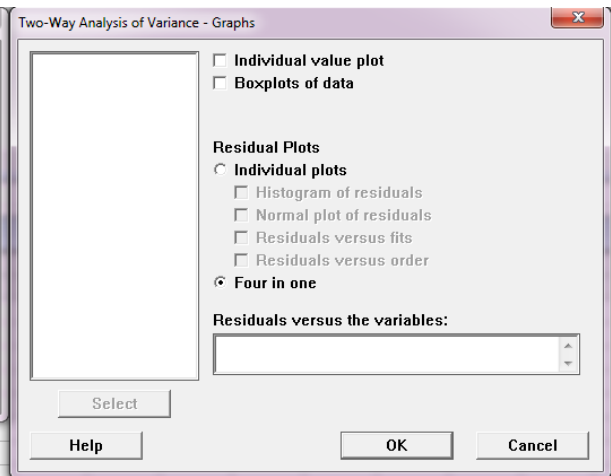 Two-Way Analysis of Variance - Graphs
Individual value plot
Boxplots of data
Residual Plots
Individual plots
Histogram of residuals
Normal plot of residuals
Residuals versus fits
Residuals versus order
Four in one
Residuals versus the variables:
Select
Help
OK
Cancel